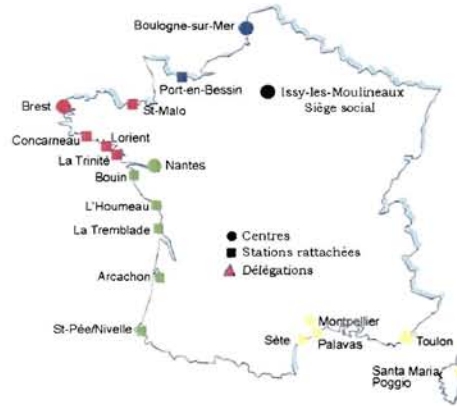 Boulogne-sur-Mer
Port-en-Bessin
Issy-les-Moulineaux
Siège social
Brest
St-Malo
Concarneau
Lorient
La Trinité
Nantes
Bouin
L'Houmeau
La Tremblade
Centres
Stations rattachées
Délégations
Arcachon
St-Pée/Nivelle
Montpellier
Sète
Palavas
Toulon
Santa Maria
Poggio